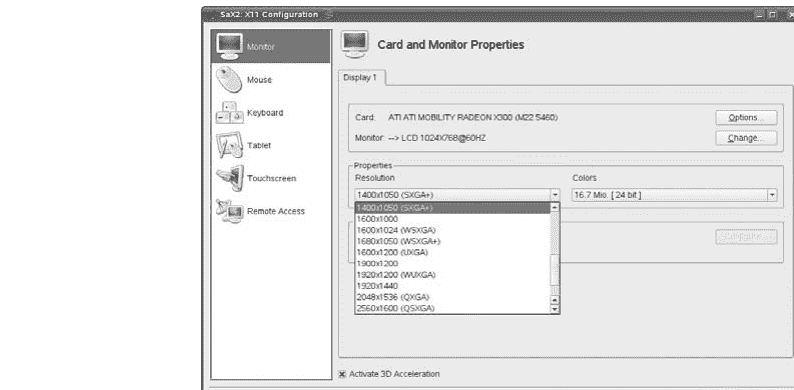 SaX2: X11 Configuration
Monitor
Mouse
Keyboard
Tablet
Touchscreen
Remote Access
Card and Monitor Properties
Display 1
Card: ATI ATI MOBILITY RADEON X300 (M22 5460)
Options...
Monitor: --> LCD 1024X768@60HZ
Change...
Properties
Resolution
Colors
1400x1050 (SXGA+)
16.7 Mio. [ 24 bit ]
1400x1050 (SXGA+)
1600x1000
1600x1024 (WSXGA)
1680x1050 (WSXGA+)
1600x1200 (UXGA)
1900x1200
1920x1200 (WUXGA)
1920x1440
2048x1536 (QXGA)
2560x1600 (QSXGA)
Activate 3D Acceleration